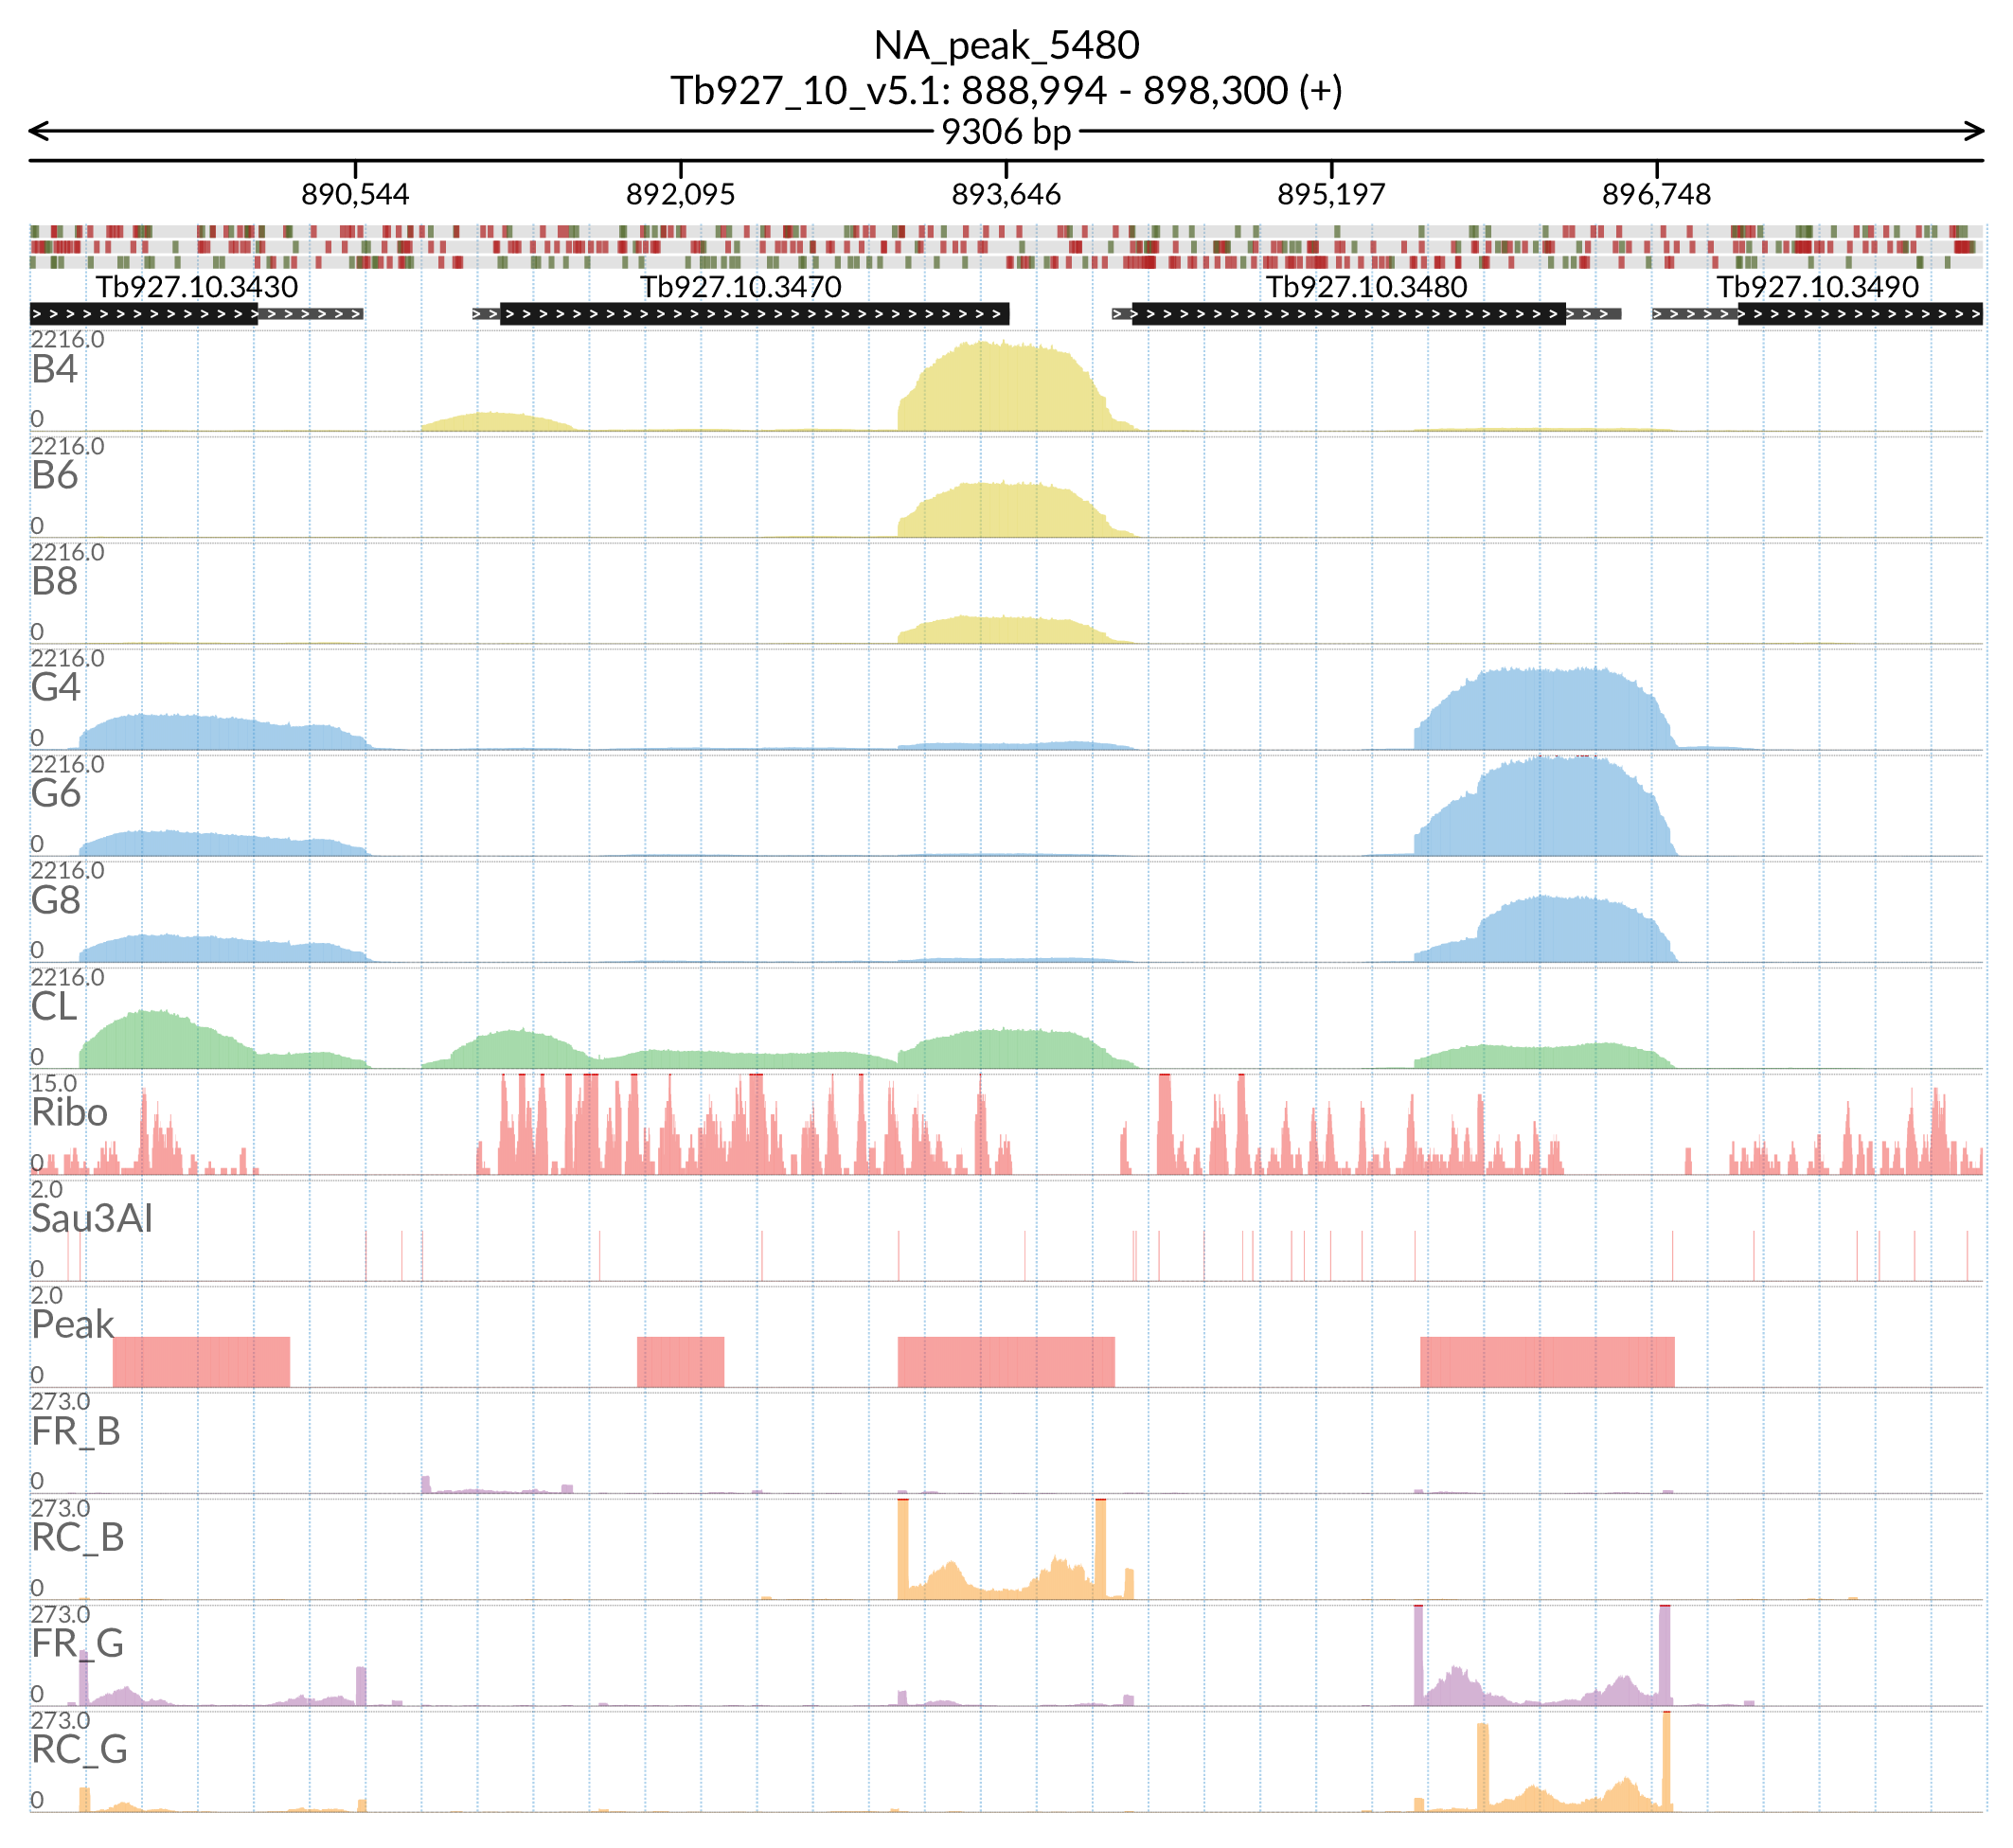 NA_peak_5480
Tb927_10_v5.1: 888,994 - 898,300 (+)
9306 bp
890,544 892,095 893,646 895,197 896,748
Tb927.10.3430 Tb927.10.3470 Tb927.10.3480 Tb927.10.3490
2216.0
B4
0
2216.0
B6
0
2216.0
B8
0
2216.0
G4
0
2216.0
G6
0
2216.0
G8
0
2216.0
CL
0
15.0
Ribo
0
2.0
Sau3AI
0
2.0
Peak
0
273.0
FR_B
0
273.0
RC_B
0
273.0
FR_G
0
273.0
RC_G
0